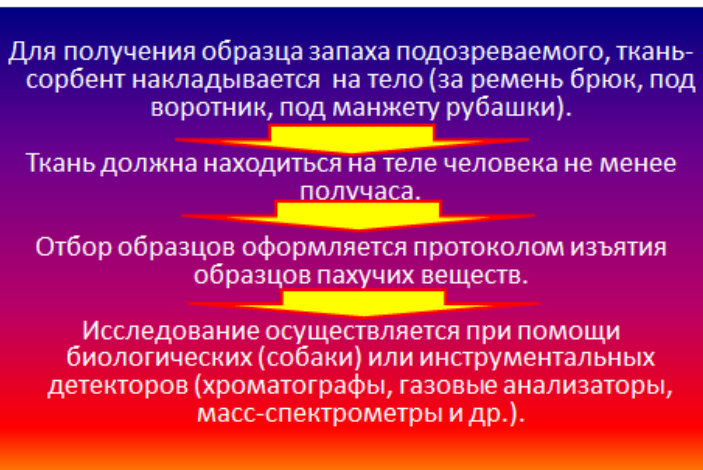 Для получения образца запаха подозреваемого, ткань-
сорбент накладывается на тело (за ремень брюк, под
воротник, под манжету рубашки).
Ткань должна находиться на теле человека не менее
получаса.
Отбор образцов оформляется протоколом изъятия
образцов пахучих веществ.
Исследование осуществляется при помощи
биологических (собаки) или инструментальных
детекторов (хроматографы, газовые анализаторы,
масс-спектрометры и др.).